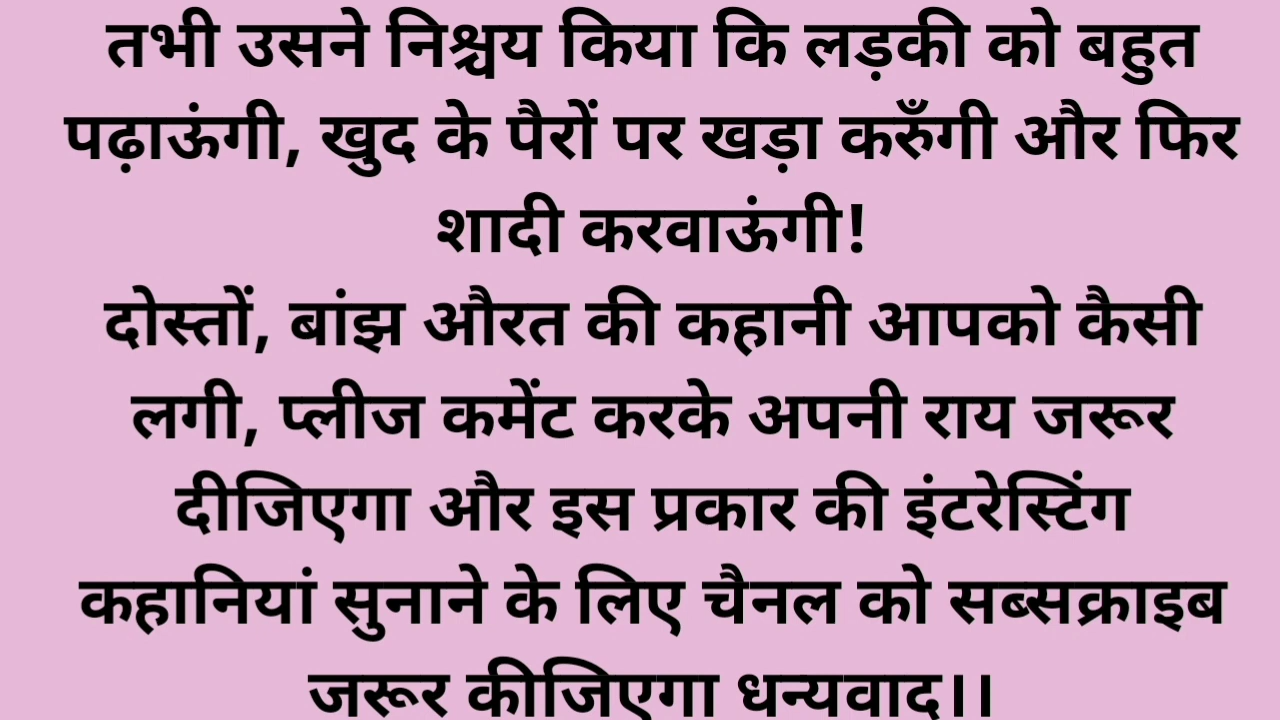 तभी उसने निश्चय किया कि लड़की को बहुत
पढ़ाऊंगी, खुद के पैरों पर खड़ा करुँगी और फिर
शादी करवाऊंगी!
दोस्तों, बांझ औरत की कहानी आपको कैसी
लगी, प्लीज कमेंट करके अपनी राय जरूर
दीजिएगा और इस प्रकार की इंटरेस्टिंग
कहानियां सुनाने के लिए चैनल को सब्सक्राइब
जरूर कीजिएगा धन्यवाद।।